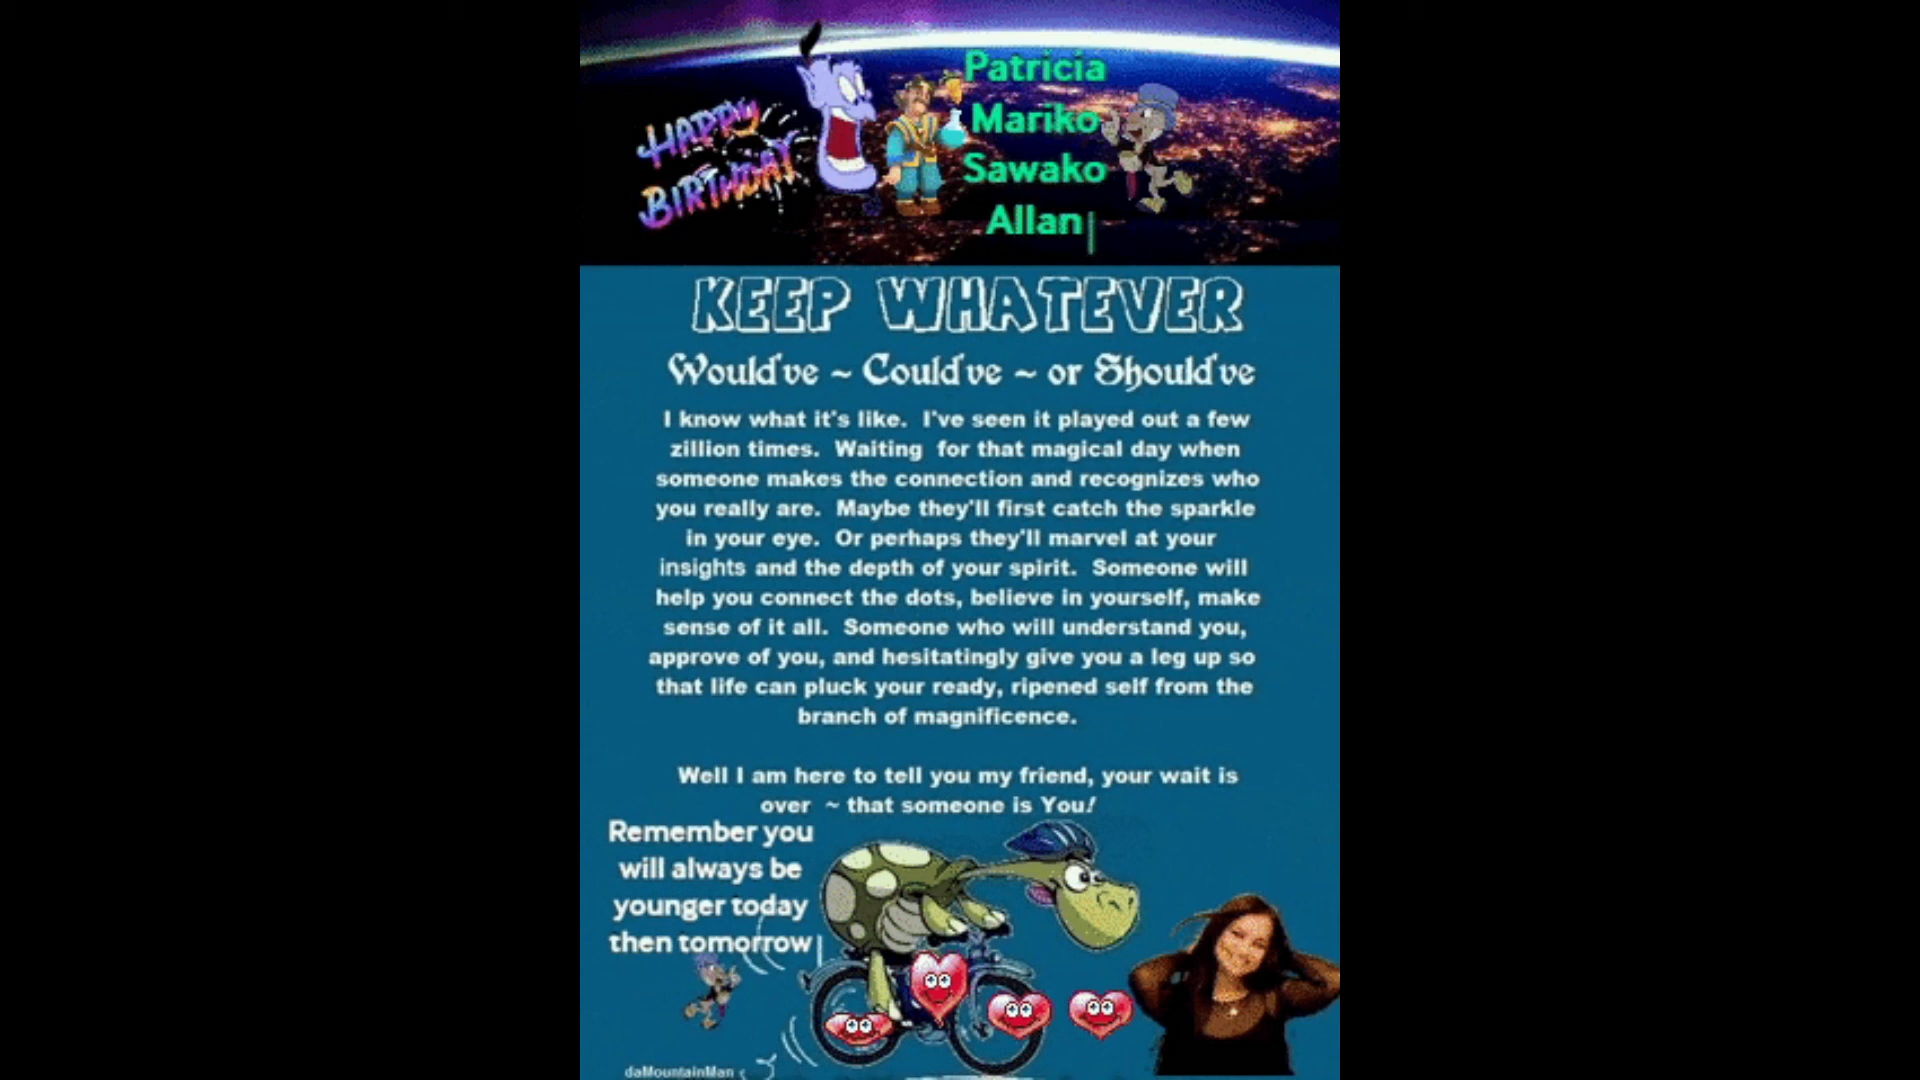 HAPPY
BIRTHDAY
Patricia
Mariko
Sawako
Allan
KEEP WHATEVER
Would've ~ Could've ~ or Should've
I know what it's like. I've seen it played out a few
zillion times. Waiting for that magical day when
someone makes the connection and recognizes who
you really are. Maybe they'll first catch the sparkle
in your eye. Or perhaps they'll marvel at your
insights and the depth of your spirit. Someone will
help you connect the dots, believe in yourself, make
sense of it all. Someone who will understand you,
approve of you, and hesitatingly give you a leg up so
that life can pluck your ready, ripened self from the
branch of magnificence.
Well I am here to tell you my friend, your wait is
over ~ that someone is You!
Remember you
will always be
younger today
then tomorrow
daMountainMan